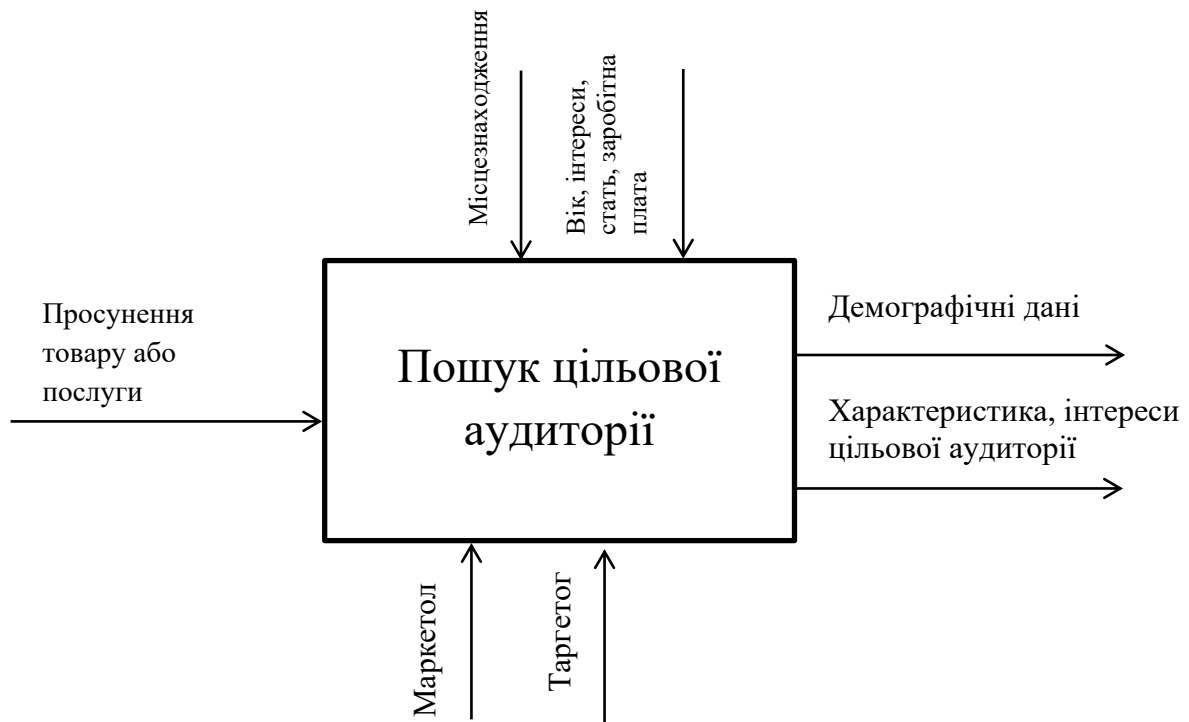 Місцезнаходження
Вік, інтереси,
стать, заробітна
плата
Просунення
товару або
послуги
Пошук цільової
аудиторії
Демографічні дані
Характеристика, інтереси
цільової аудиторії
Маркетол
Таргетог